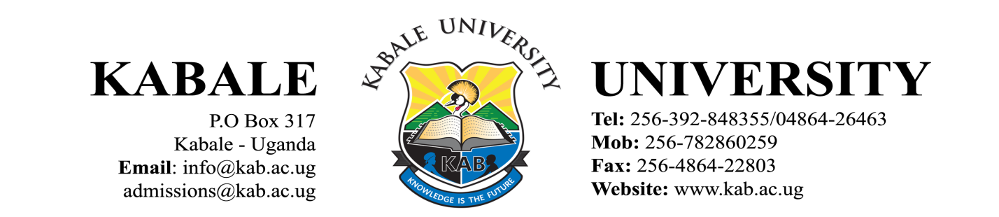 KABALE
P.O Box 317
Kabale - Uganda
Email: info@kab.ac.ug
admissions@kab.ac.ug
KABALE UNIVERSITY
KAB
KNOWLEDGE IS THE FUTURE
UNIVERSITY
Tel: 256-392-848355/04864-26463
Mob: 256-782860259
Fax: 256-4864-22803
Website: www.kab.ac.ug